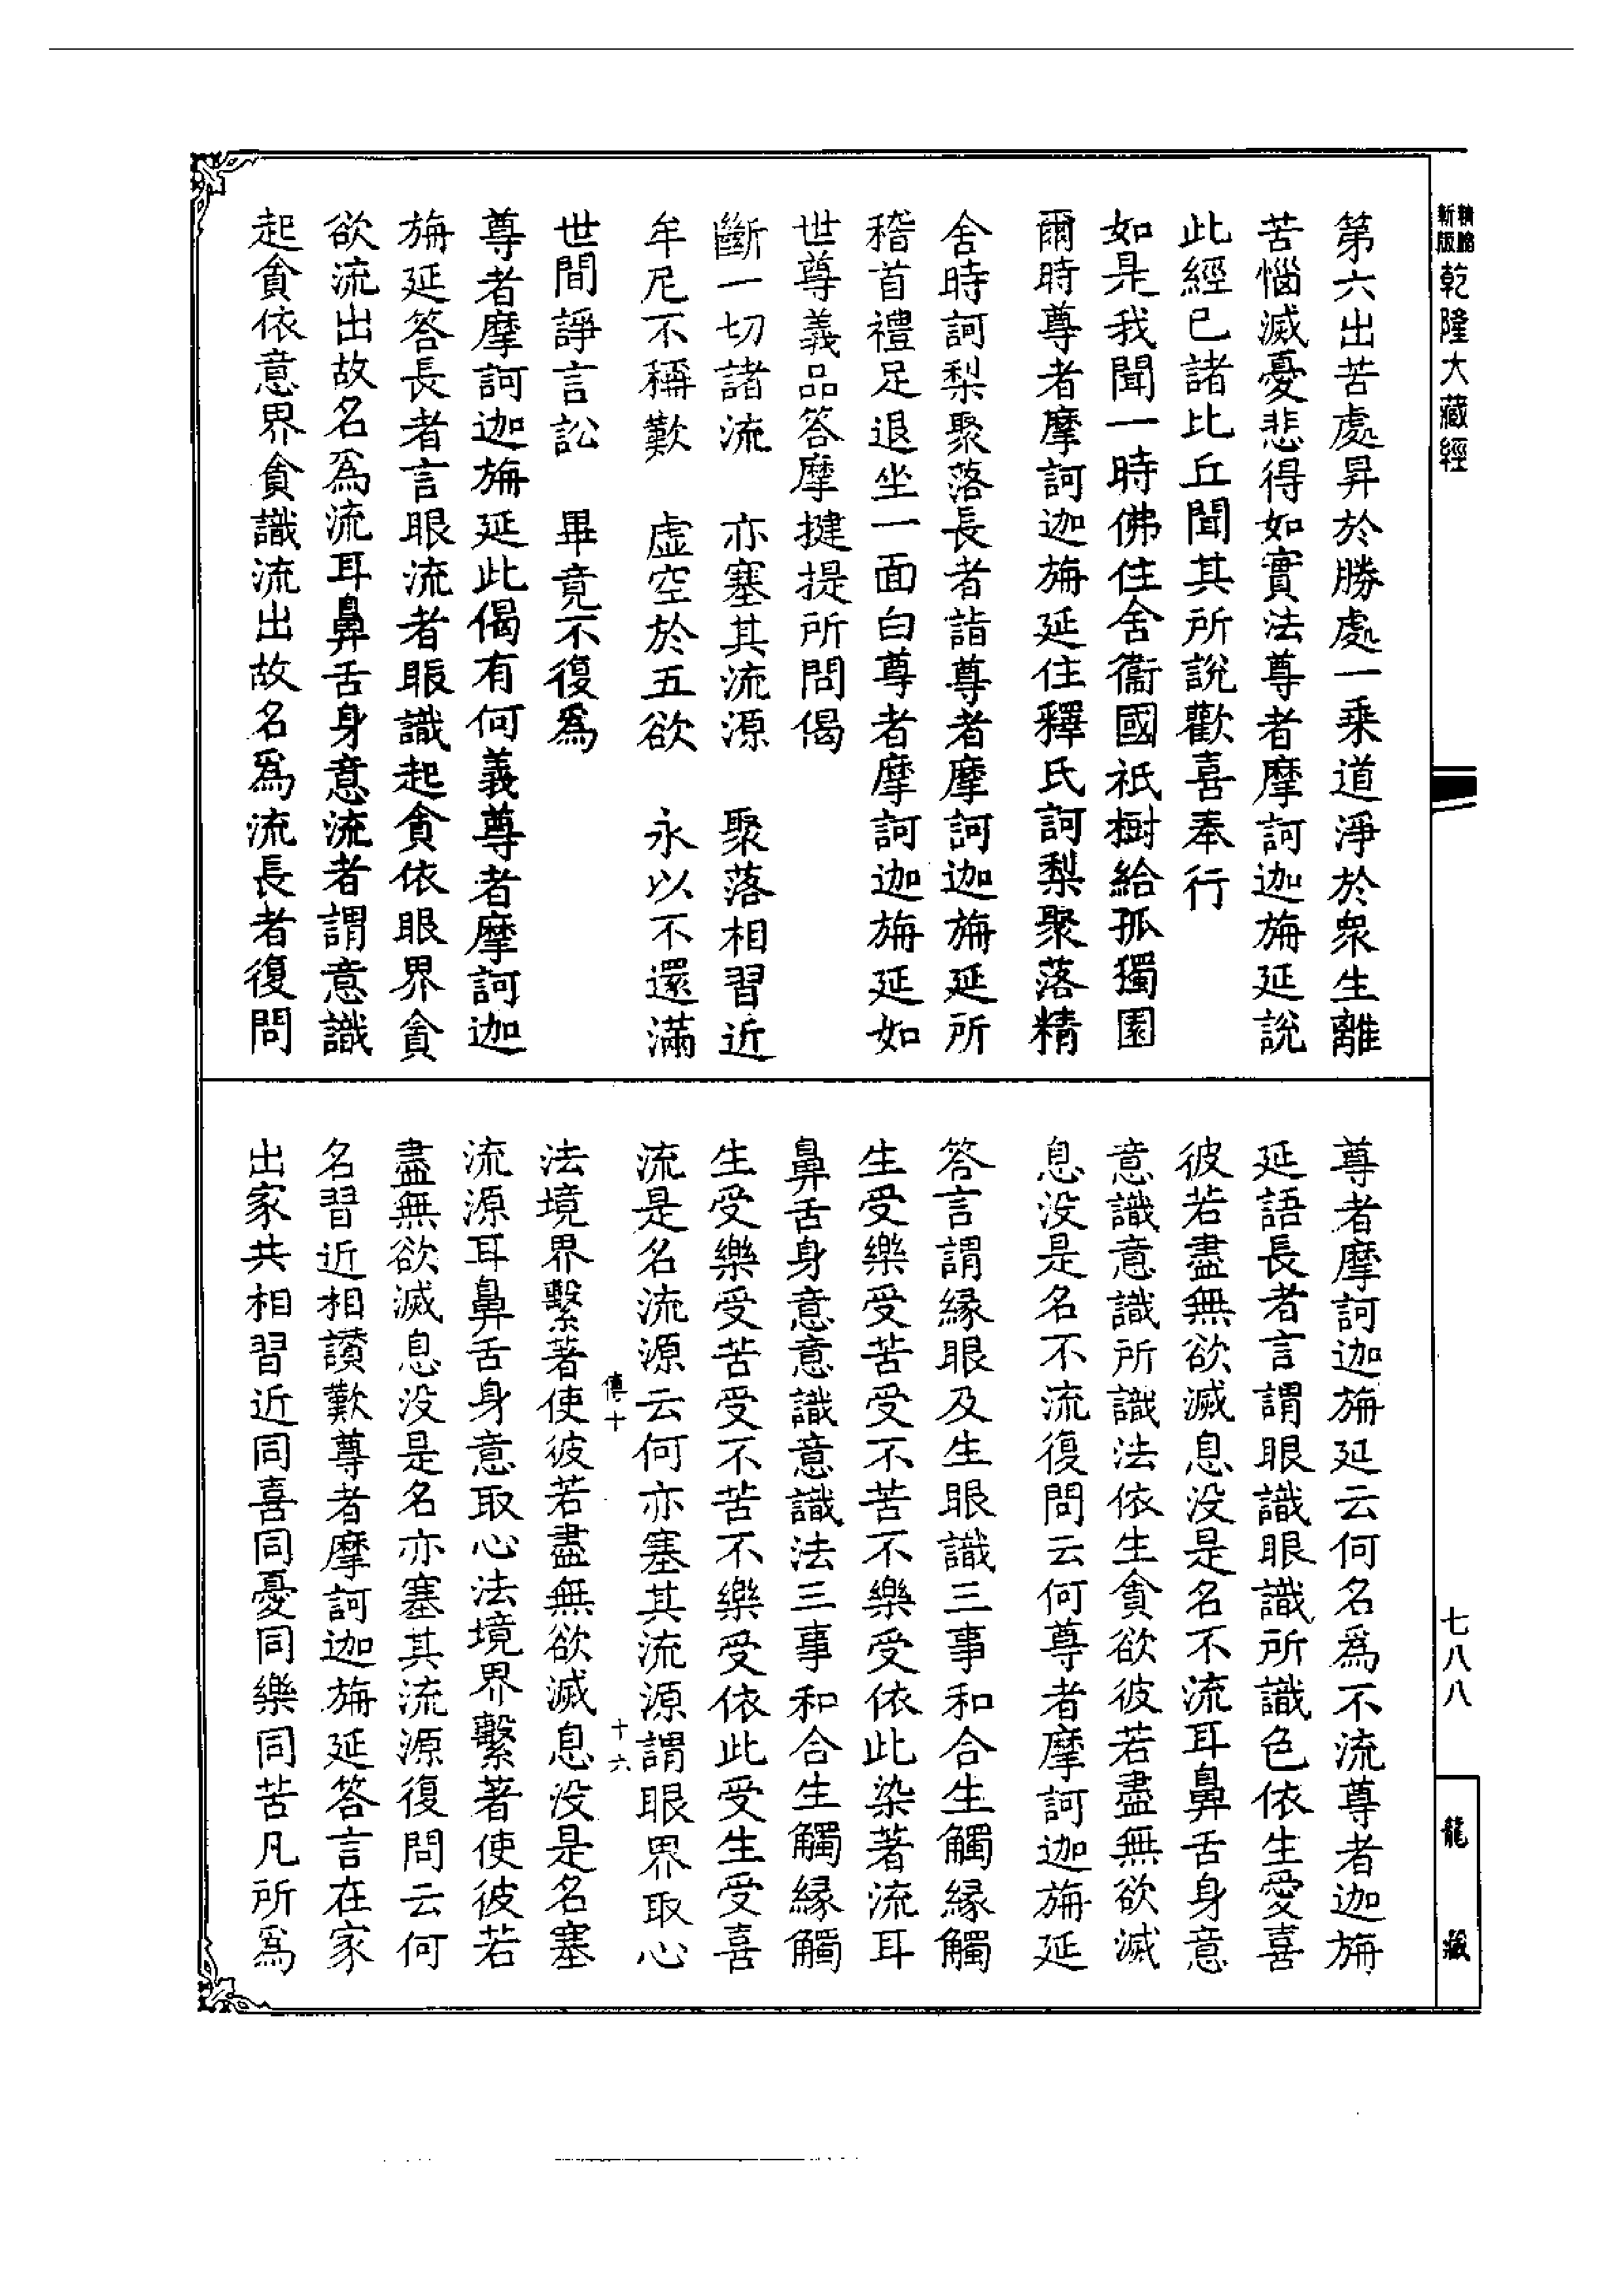 新版 精縮
乾隆大藏經
第六出苦處昇於勝處一乘道淨於衆生離
苦惱滅憂悲得如實法尊者摩訶迦旃延說
此經已諸比丘聞其所說歡喜奉行
如是我聞一時佛住舍衞國祇樹給孤獨園
爾時尊者摩訶迦旃延住釋氏訶梨聚落精
舍時訶梨聚落長者詣尊者摩訶迦旃延所
稽首禮足退坐一面白尊者摩訶迦旃延如
世尊義品答摩揵提所問偈
斷一切諸流 亦塞其流源 聚落相習近
牟尼不稱歎 虛空於五欲 永以不還滿
世間諍言訟 畢竟不復爲
尊者摩訶迦旃延此偈有何義尊者摩訶迦
旃延答長者言眼流者眼識起貪依眼界貪
欲流出故名爲流耳鼻舌身意流者謂意識
起貪依意界貪識流出故名爲流長者復問
尊者摩訶迦旃延云何名爲不流尊者迦旃
延語長者言謂眼識眼識所識色依生愛喜
彼若盡無欲滅息没是名不流耳鼻舌身意
意識意識所識法依生貪欲彼若盡無欲滅
息没是名不流復問云何尊者摩訶迦旃延
答言謂緣眼及生眼識三事和合生觸緣觸
生受樂受苦受不苦不樂受依此染著流耳
鼻舌身意意識意識法三事和合生觸緣觸
生受樂受苦受不苦不樂受依此受生受喜
流是名流源云何亦塞其流源謂眼界取心
傳十 十六
法境界繫著使彼若盡無欲滅息没是名塞
流源耳鼻舌身意取心法境界繫著使彼若
盡無欲滅息没是名亦塞其流源復問云何
名習近相讚歎尊者摩訶迦旃延答言在家
出家共相習近同喜同憂同樂同苦凡所爲
七八八
龍藏